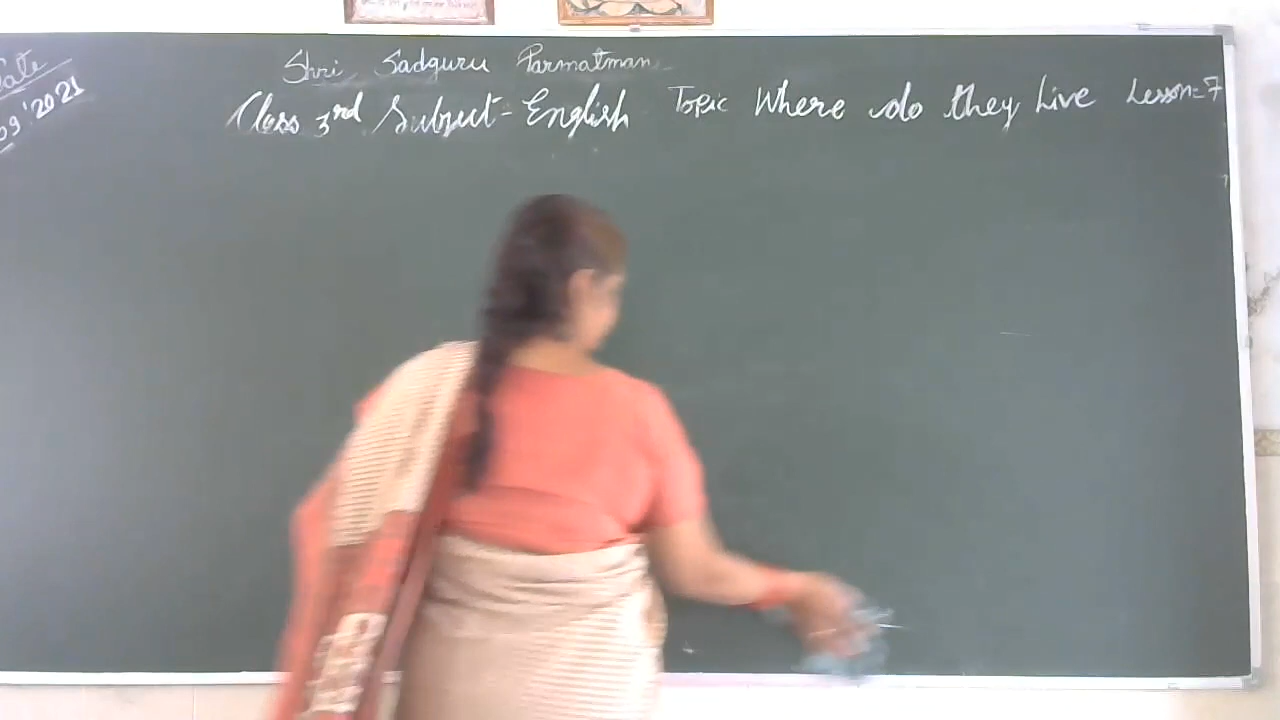 Date
09'2021
Shri Sadguru Parmatman
Class 3rd Subject - English Topic Where do they Live Lesson = 7